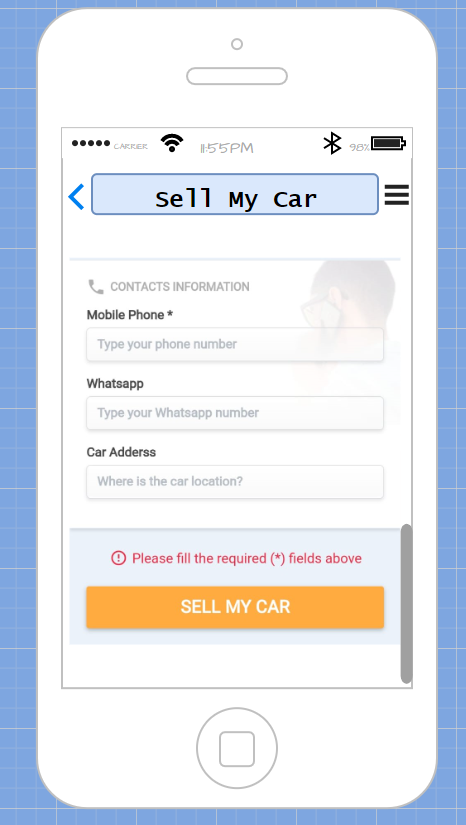 CARRIER 11:55PM 98%
Sell My Car
CONTACTS INFORMATION
Mobile Phone *
Type your phone number
Whatsapp
Type your Whatsapp number
Car Adderss
Where is the car location?
Please fill the required (*) fields above
SELL MY CAR